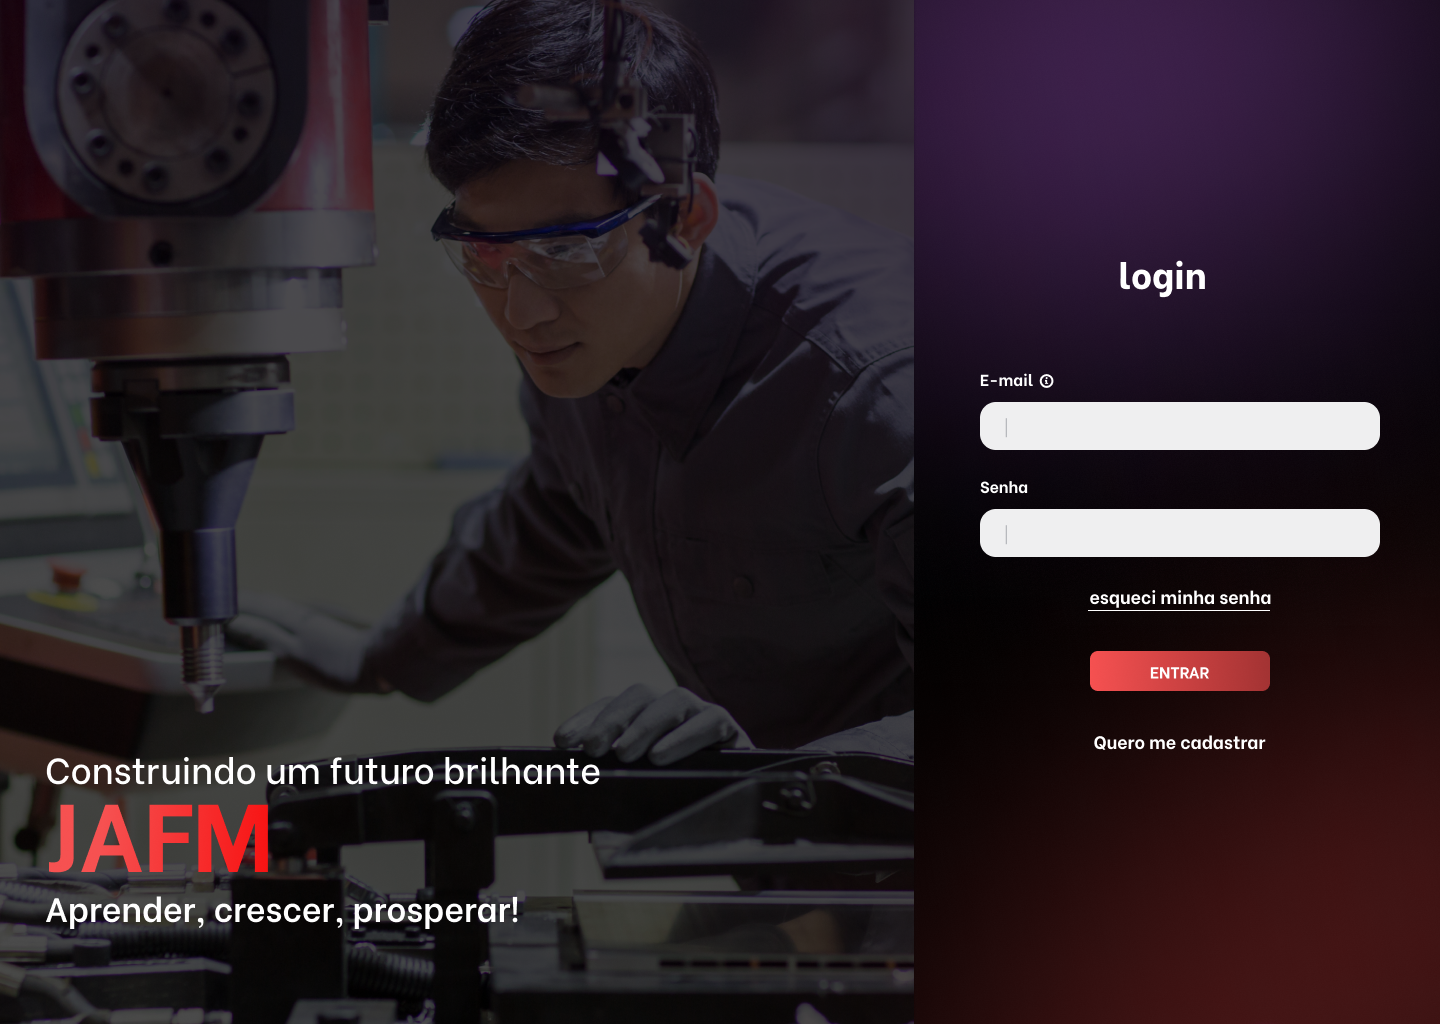 login
E-mail
Senha
esqueci minha senha
ENTRAR
Quero me cadastrar
Construindo um futuro brilhante
JAFM
Aprender, crescer, prosperar!